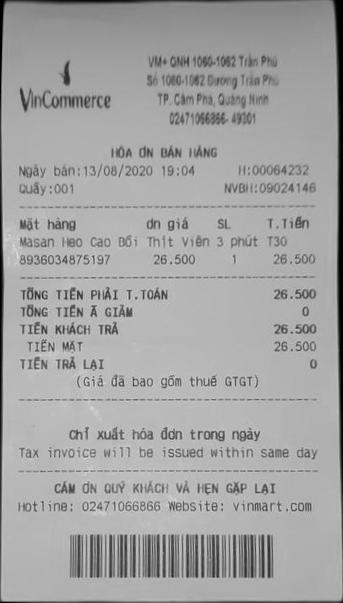 VinCommerce
VM+ QNH 1060-1062 Trần Phú
Số 1060-1062 Đường Trần Phú
TP. Cẩm Phả, Quảng Ninh
02471066866- 49301
HÓA ƠN BÁN HÀNG
Ngày bán:13/08/2020 19:04 H:00064232
Quầy:001 NVBH:09024146
Mặt hàng đn giá SL T.Tiền
Masan Heo Cao Bồi Thịt Viên 3 phút T30
8936034875197 26.500 1 26.500
TỔNG TIỀN PHẢI T.TOÁN 26.500
TỔNG TIỀN Ã GIẢM 0
TIỀN KHÁCH TRẢ 26.500
TIỀN MẶT 26.500
TIỀN TRẢ LẠI 0
(Giá đã bao gồm thuế GTGT)
Chỉ xuất hóa đơn trong ngày
Tax invoice will be issued within same day
CẢM ƠN QUÝ KHÁCH VÀ HẸN GẶP LẠI
Hotline: 02471066866 Website: vinmart.com